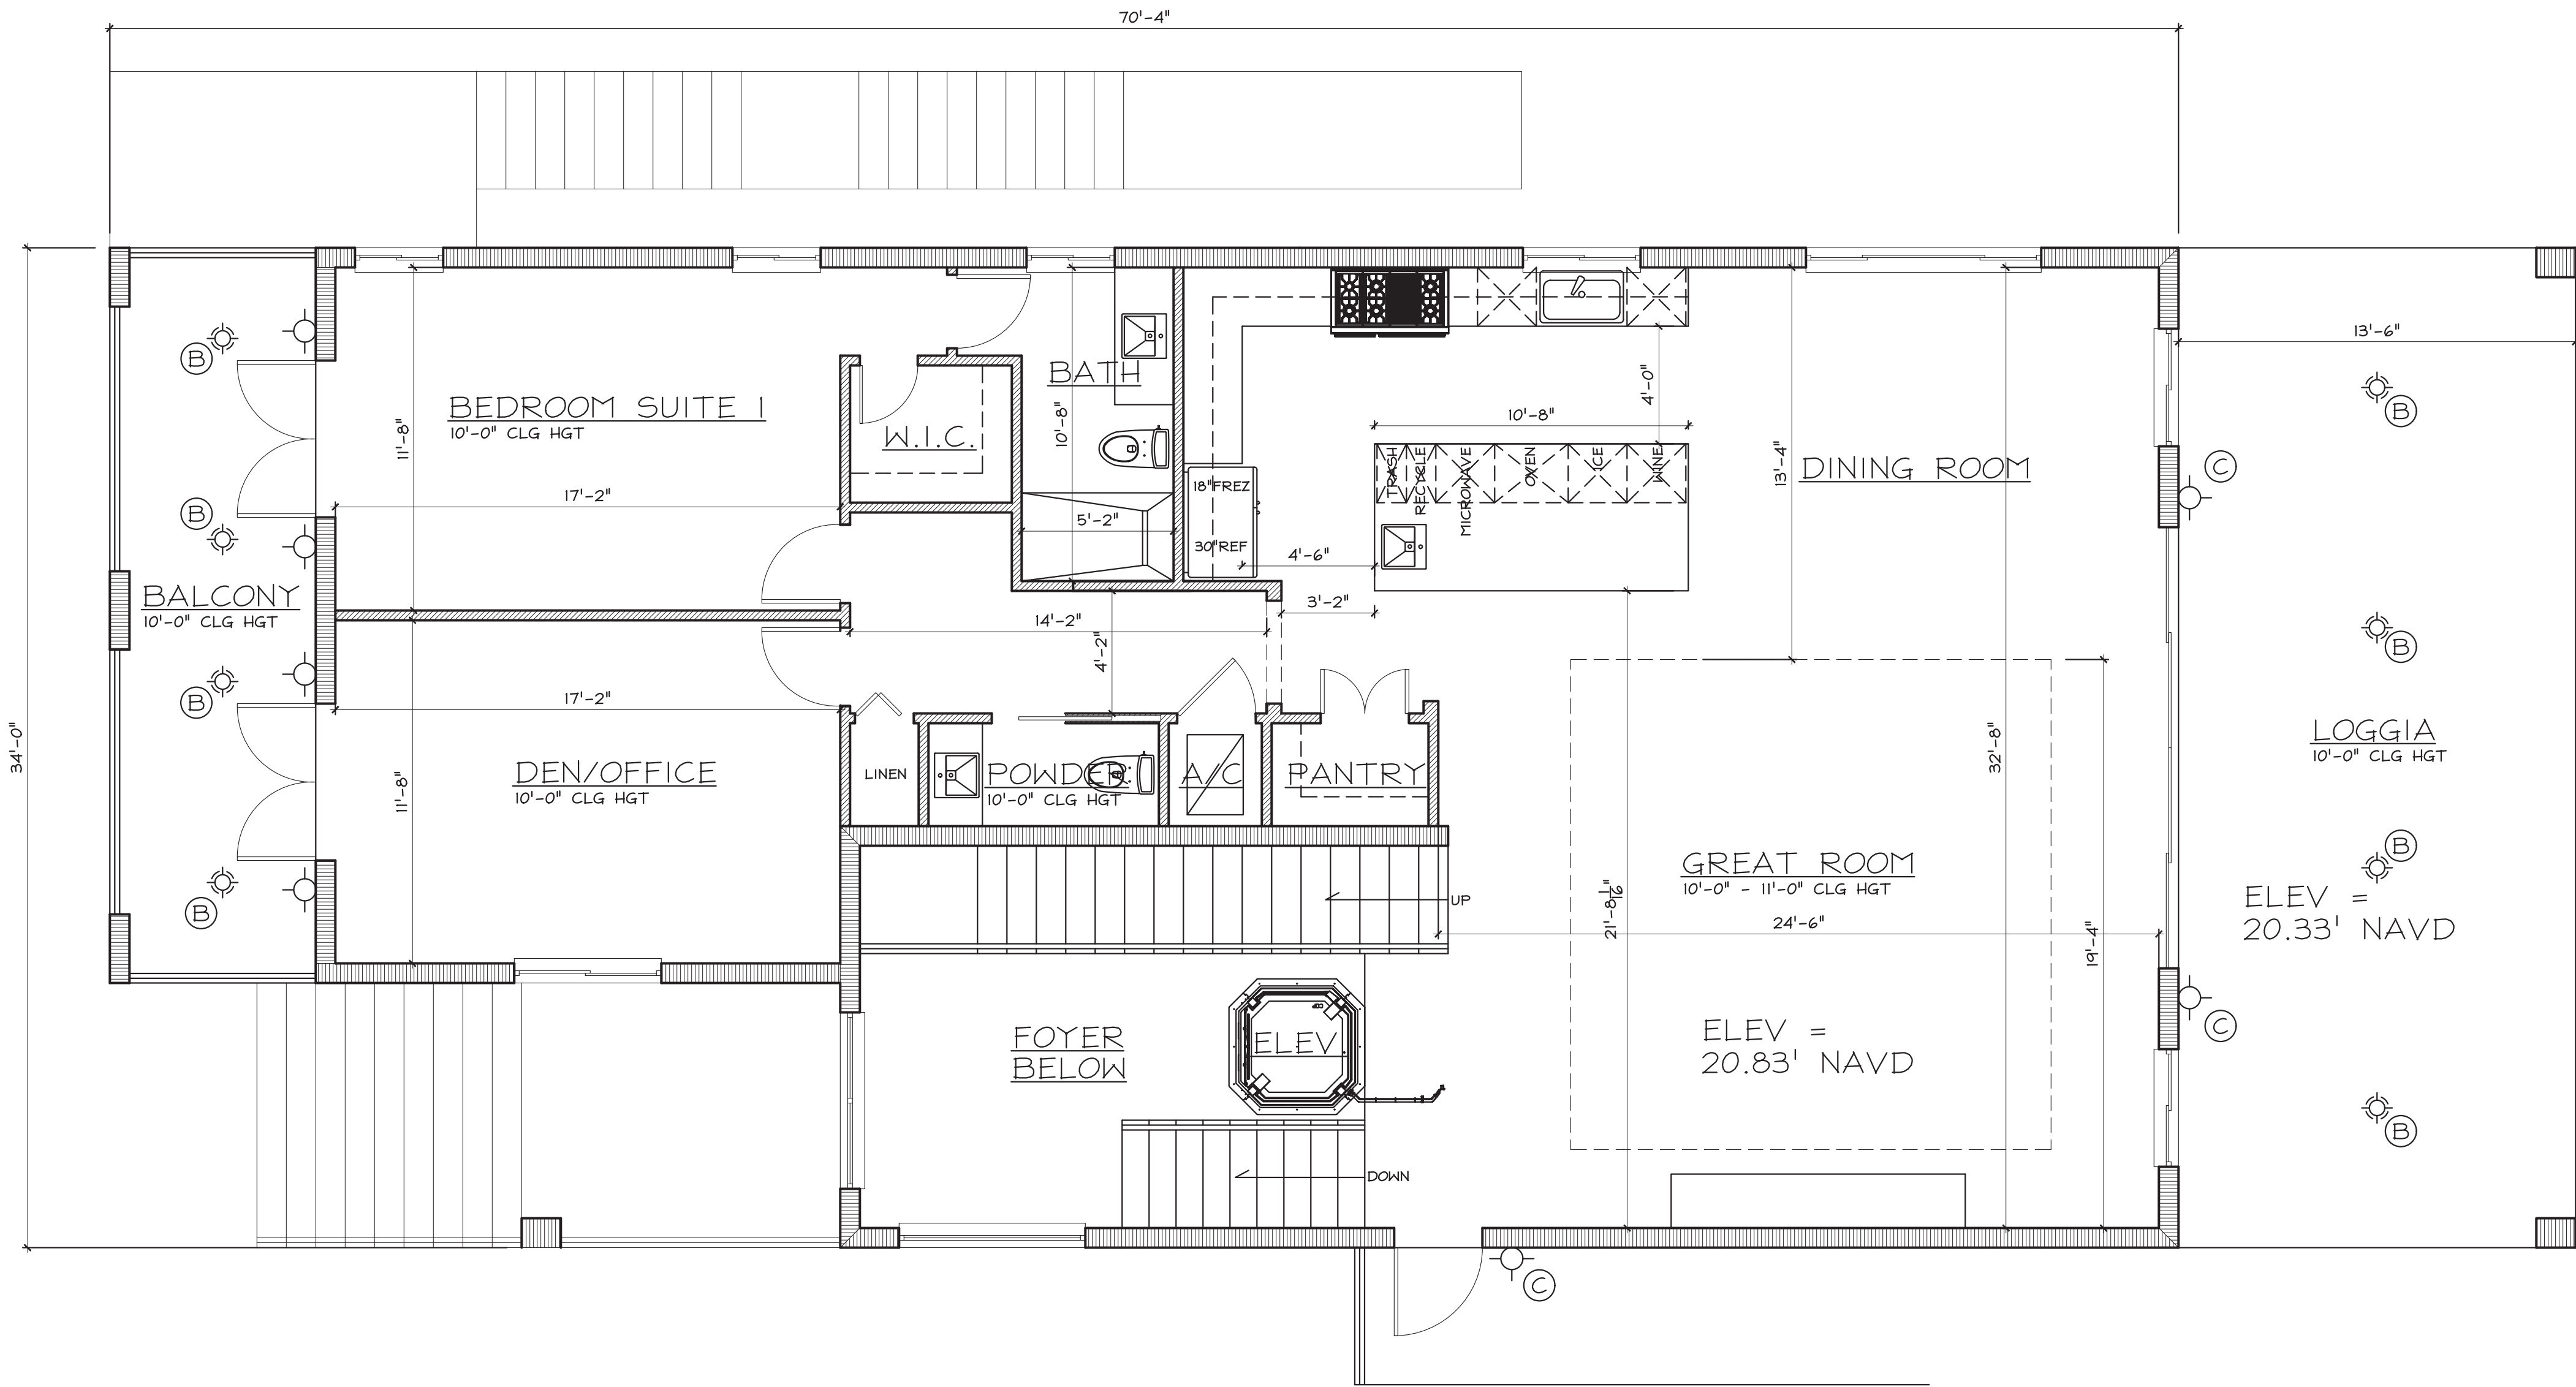 70'-4"
13'-6"
B
BEDROOM SUITE 1
10'-0" CLG HGT
11'-8"
17'-2"
B
W.I.C.
BATH
10'-8"
5'-2"
18"FREZ
30"REF
4'-6"
3'-2"
10'-8"
4'-0"
TRASH
RECYCLE
MICROWAVE
OVEN
ICE
WINE
13'-4"
DINING ROOM
C
B
BALCONY
10'-0" CLG HGT
14'-2"
4'-2"
B
B
17'-2"
34'-0"
11'-8"
DEN/OFFICE
10'-0" CLG HGT
B
LINEN
POWDER
10'-0" CLG HGT
A/C
PANTRY
32'-8"
LOGGIA
10'-0" CLG HGT
B
UP
GREAT ROOM
10'-0" - 11'-0" CLG HGT
24'-6"
19'-4"
ELEV =
20.33' NAVD
FOYER
BELOW
ELEV.
ELEV =
20.83' NAVD
C
B
DOWN
C